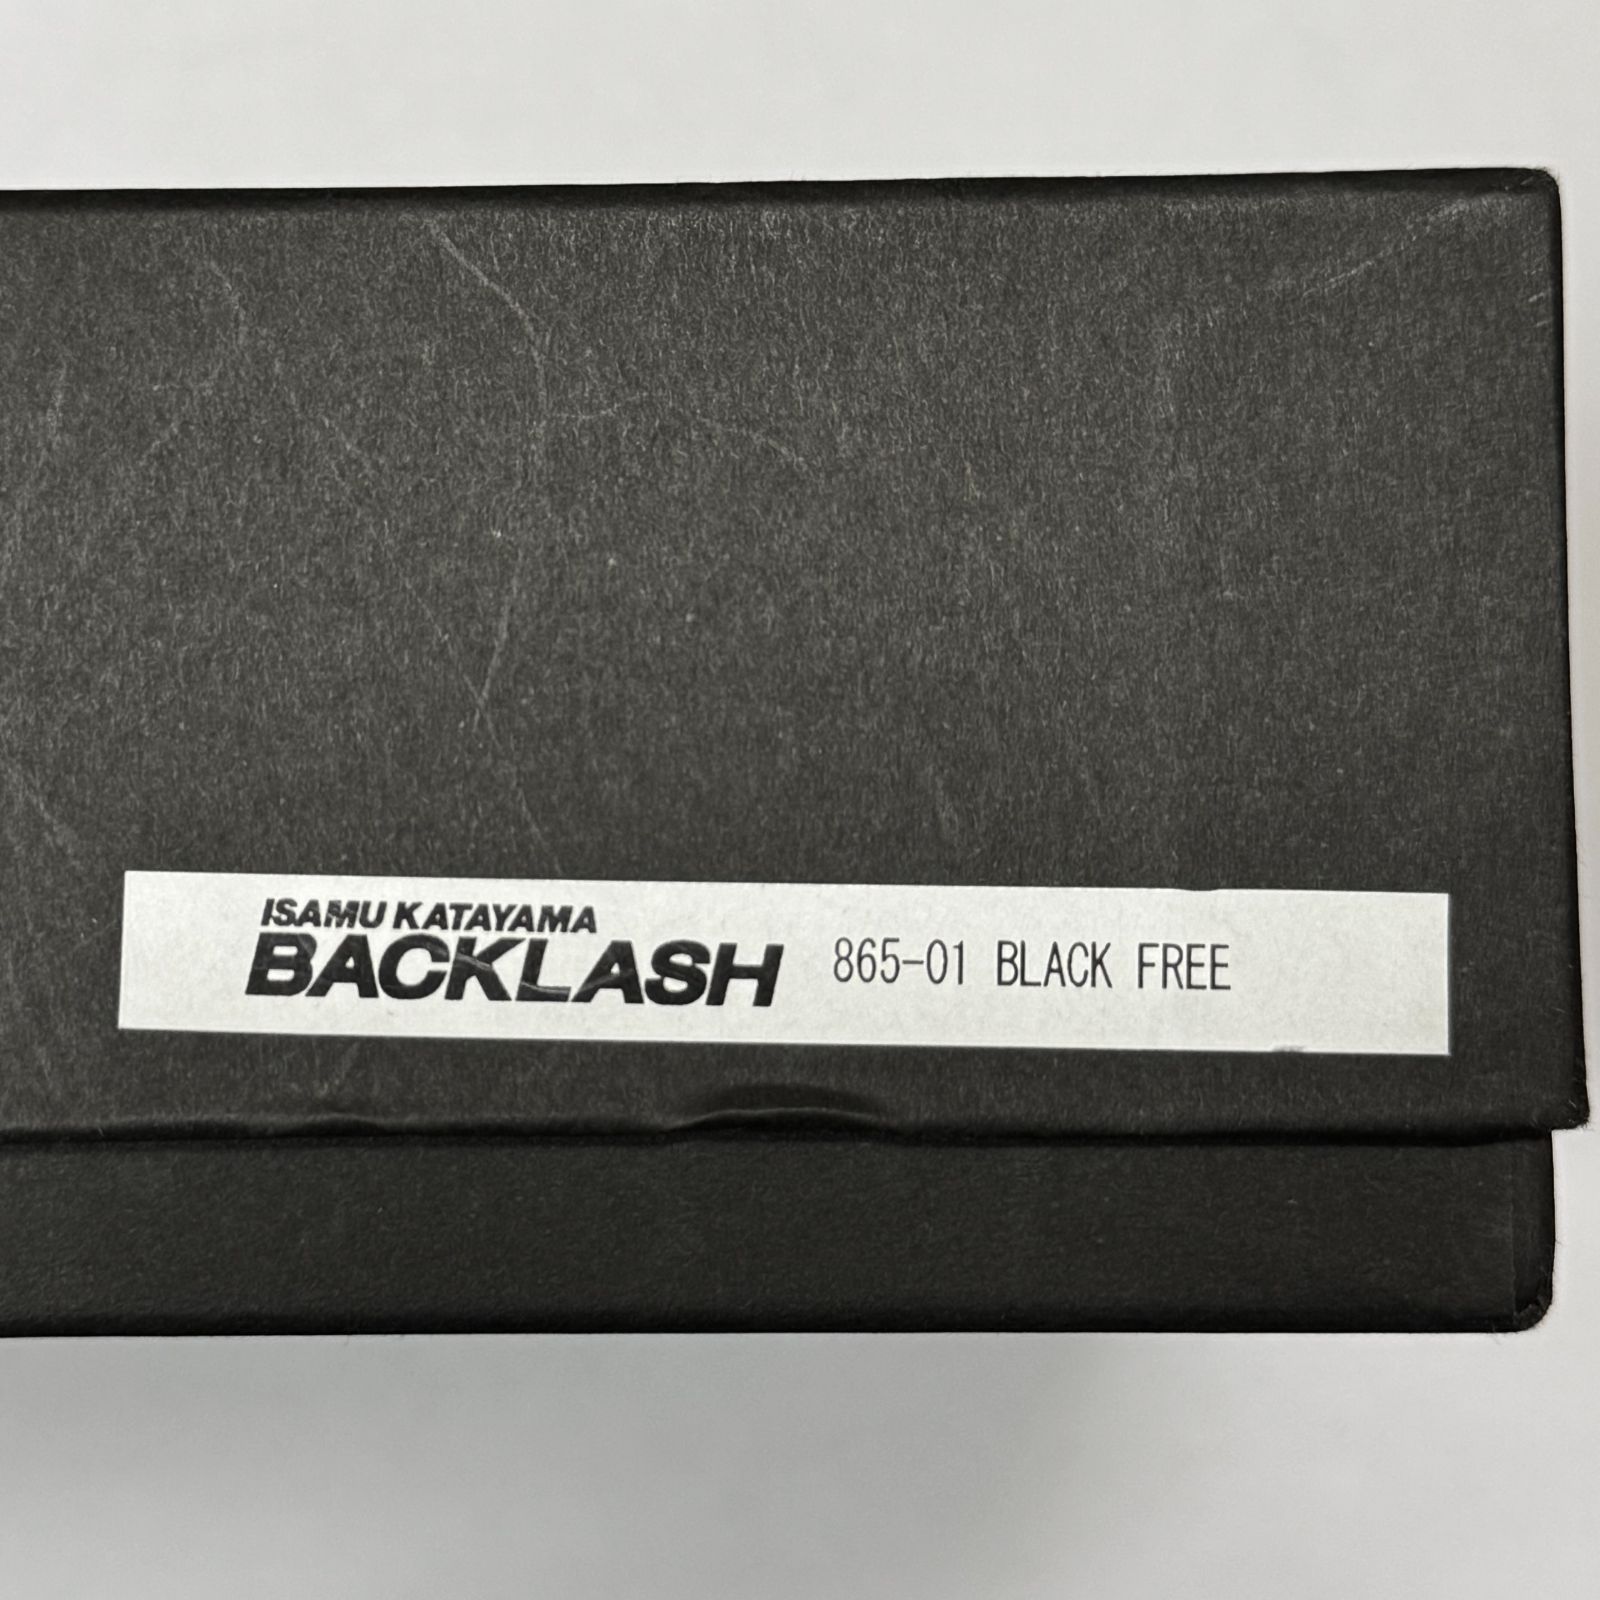 ISAMU KATAYAMA
BACKLASH 865-01 BLACK FREE